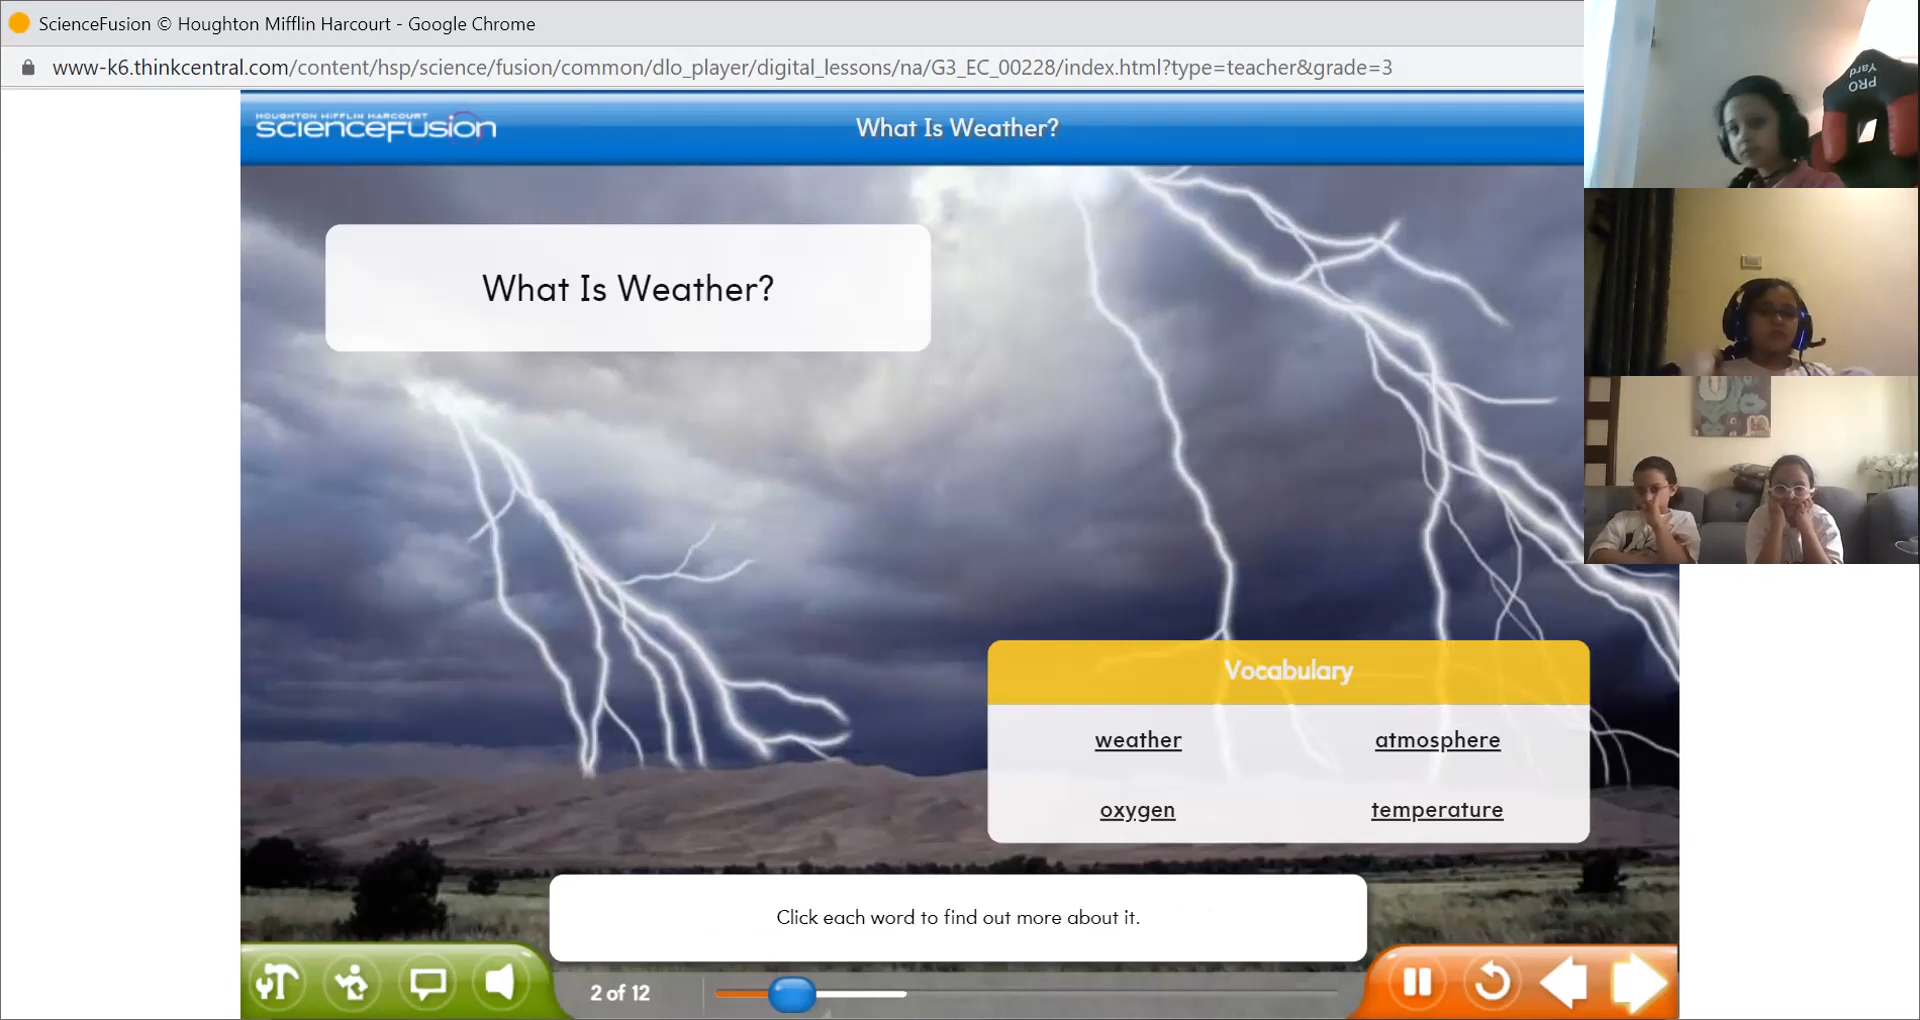 ScienceFusion © Houghton Mifflin Harcourt - Google Chrome
www-k6.thinkcentral.com/content/hsp/science/fusion/common/dlo_player/digital_lessons/na/G3_EC_00228/index.html?type=teacher&grade=3
HOUGHTON MIFFLIN HARCOURT
scienceFusion
What Is Weather?
PRO
Yard
What Is Weather?
Vocabulary
weather atmosphere
oxygen temperature
Click each word to find out more about it.
2 of 12